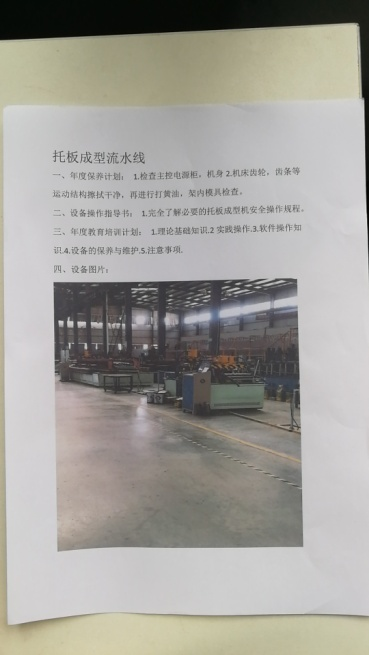 托板成型流水线
一、年度保养计划： 1.检查主控电源柜，机身 2.机床齿轮，齿条等
运动结构擦拭干净，再进行打黄油，架内模具检查。
二、设备操作指导书： 1.完全了解必要的托板成型机安全操作规程。
三、年度教育培训计划： 1.理论基础知识.2 实践操作.3.软件操作知
识.4.设备的保养与维护.5.注意事项.
四、设备图片：